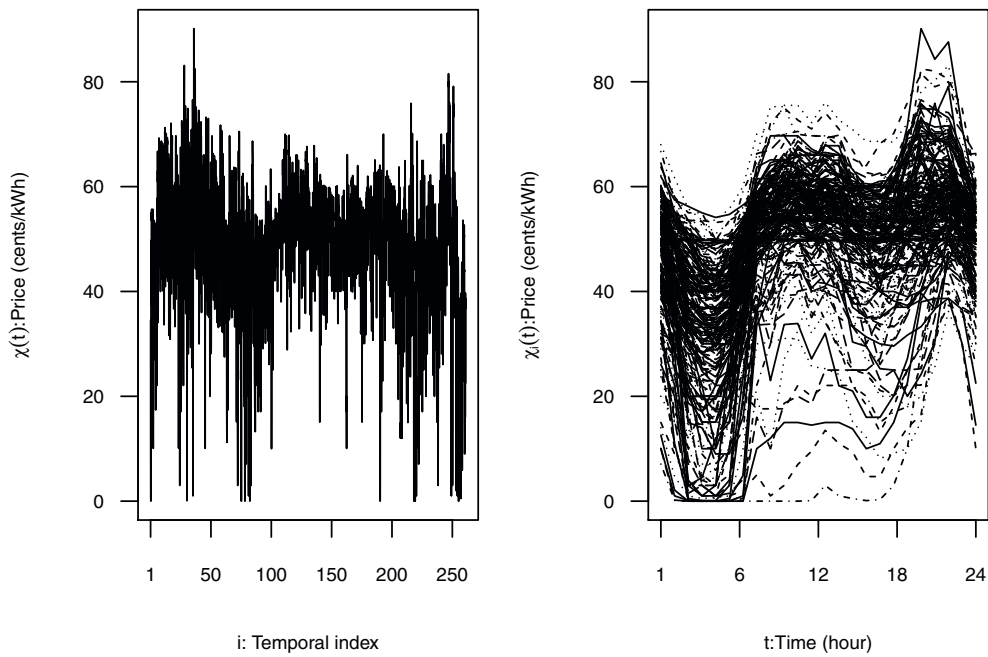 χ(t):Price (cents/kWh)
80
60
40
20
0
1 50 100 150 200 250
i: Temporal index
χᵢ(t):Price (cents/kWh)
80
60
40
20
0
1 6 12 18 24
t:Time (hour)